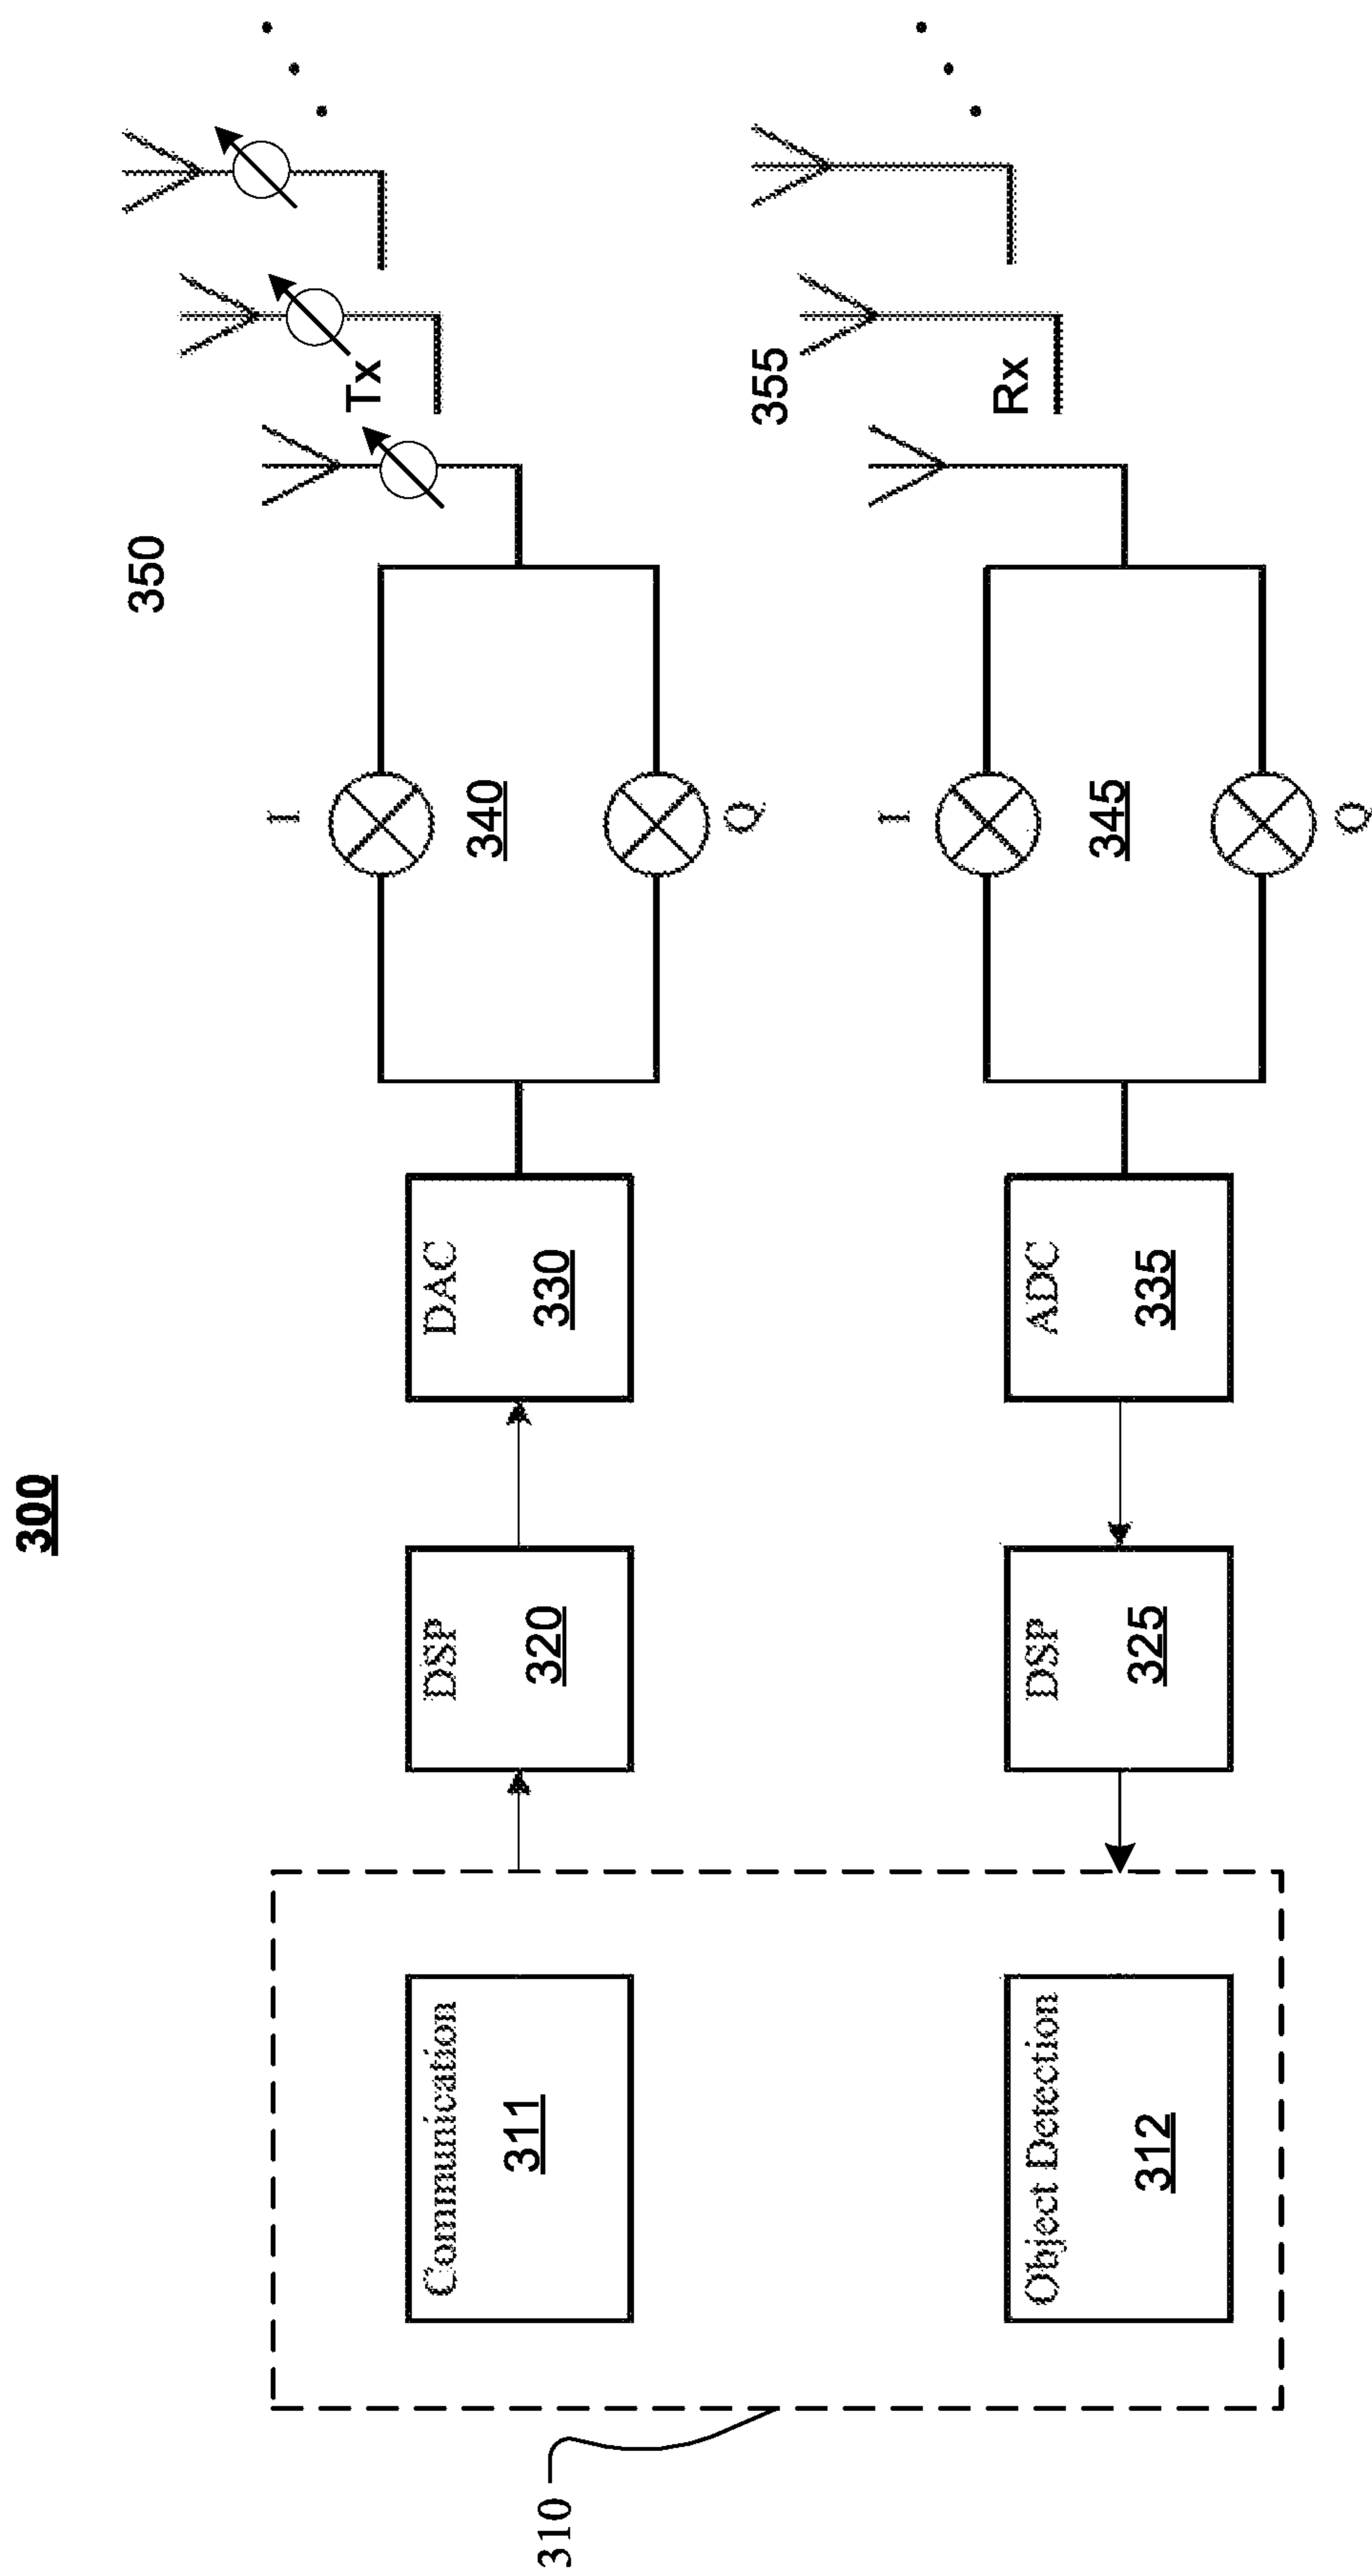 300
310
Communication
311
Object Detection
312
DSP
320
DSP
325
DAC
330
ADC
335
I
340
Q
I
345
Q
350
Tx
355
Rx